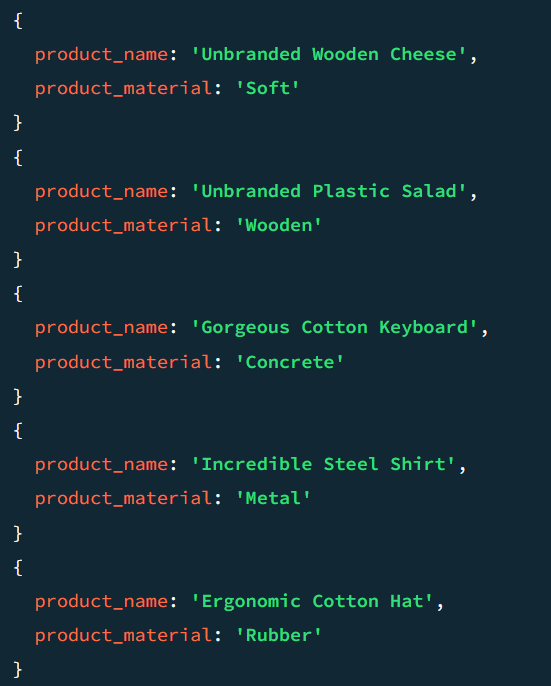 {
  product_name: 'Unbranded Wooden Cheese',
  product_material: 'Soft'
}
{
  product_name: 'Unbranded Plastic Salad',
  product_material: 'Wooden'
}
{
  product_name: 'Gorgeous Cotton Keyboard',
  product_material: 'Concrete'
}
{
  product_name: 'Incredible Steel Shirt',
  product_material: 'Metal'
}
{
  product_name: 'Ergonomic Cotton Hat',
  product_material: 'Rubber'
}